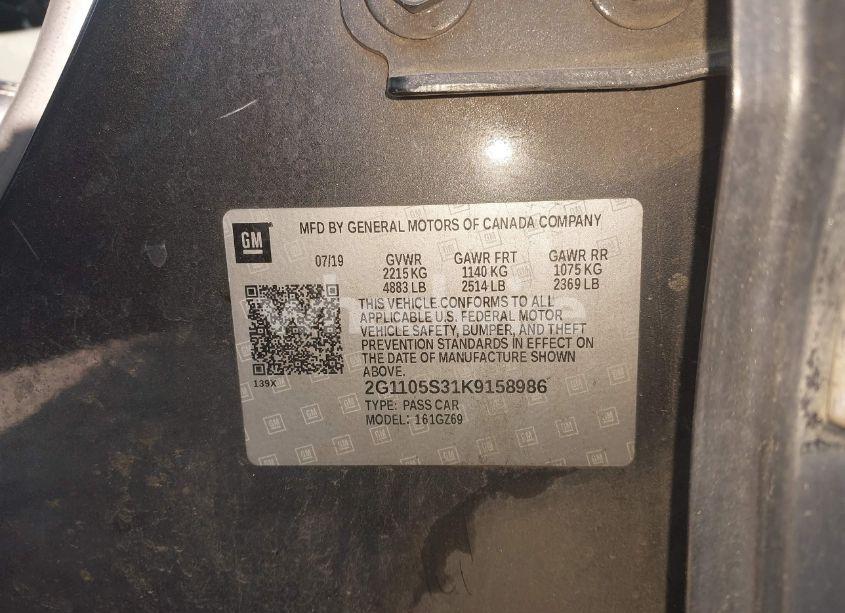 GM
MFD BY GENERAL MOTORS OF CANADA COMPANY
07/19 GVWR GAWR FRT GAWR RR
2215 KG 1140 KG 1075 KG
4883 LB 2514 LB 2369 LB
THIS VEHICLE CONFORMS TO ALL
APPLICABLE U.S. FEDERAL MOTOR
VEHICLE SAFETY, BUMPER, AND THEFT
PREVENTION STANDARDS IN EFFECT ON
THE DATE OF MANUFACTURE SHOWN
ABOVE.
139X
2G1105S31K9158986
TYPE: PASS CAR
MODEL: 161GZ69